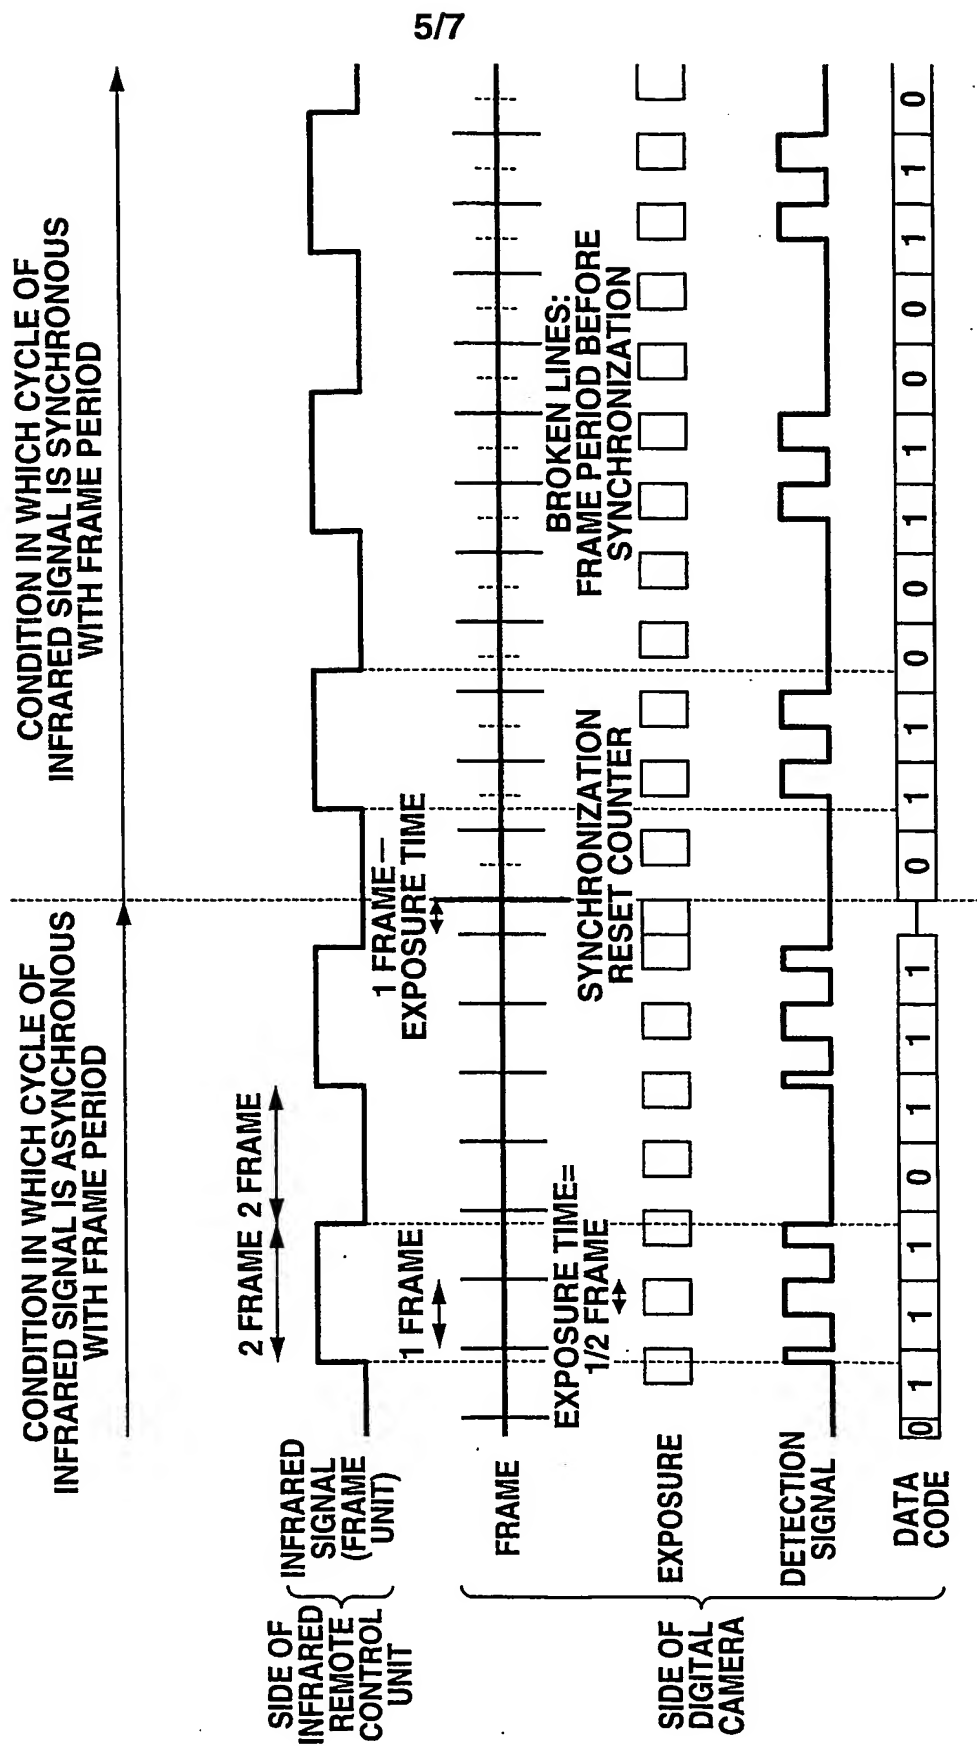 5/7
CONDITION IN WHICH CYCLE OF
INFRARED SIGNAL IS ASYNCHRONOUS
WITH FRAME PERIOD
CONDITION IN WHICH CYCLE OF
INFRARED SIGNAL IS SYNCHRONOUS
WITH FRAME PERIOD
SIDE OF
INFRARED
REMOTE
CONTROL
UNIT
INFRARED
SIGNAL
(FRAME
UNIT)
2 FRAME 2 FRAME
1 FRAME
1 FRAME—
EXPOSURE TIME
SIDE OF
DIGITAL
CAMERA
FRAME
EXPOSURE TIME=
1/2 FRAME
SYNCHRONIZATION
RESET COUNTER
BROKEN LINES:
FRAME PERIOD BEFORE
SYNCHRONIZATION
EXPOSURE
DETECTION
SIGNAL
DATA
CODE
0 1 1 1 0 1 1 1 0 1 1 0 0 1 1 0 0 1 1 0